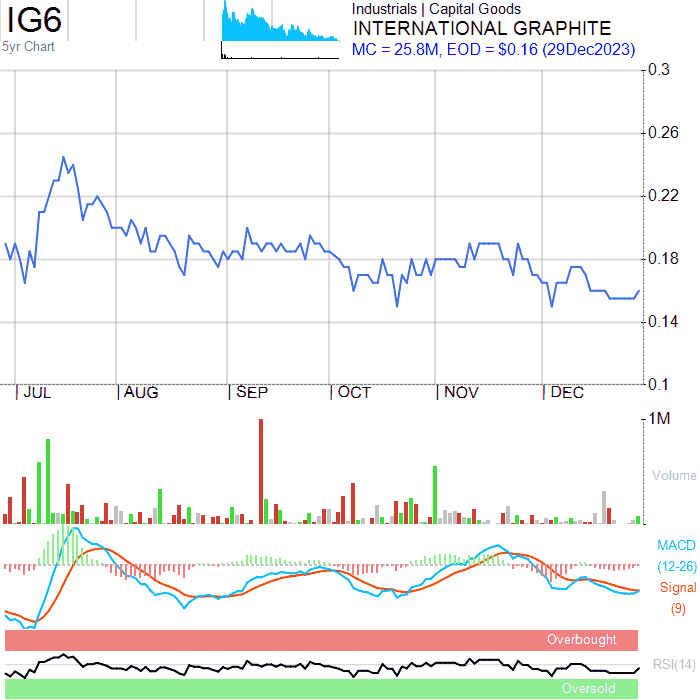 IG6
5yr Chart
Industrials | Capital Goods
INTERNATIONAL GRAPHITE
MC = 25.8M, EOD = $0.16 (29Dec2023)
0.3
0.26
0.22
0.18
0.14
0.1
JUL AUG SEP OCT NOV DEC
1M
Volume
MACD
(12-26)
Signal
(9)
Overbought
RSI(14)
Oversold